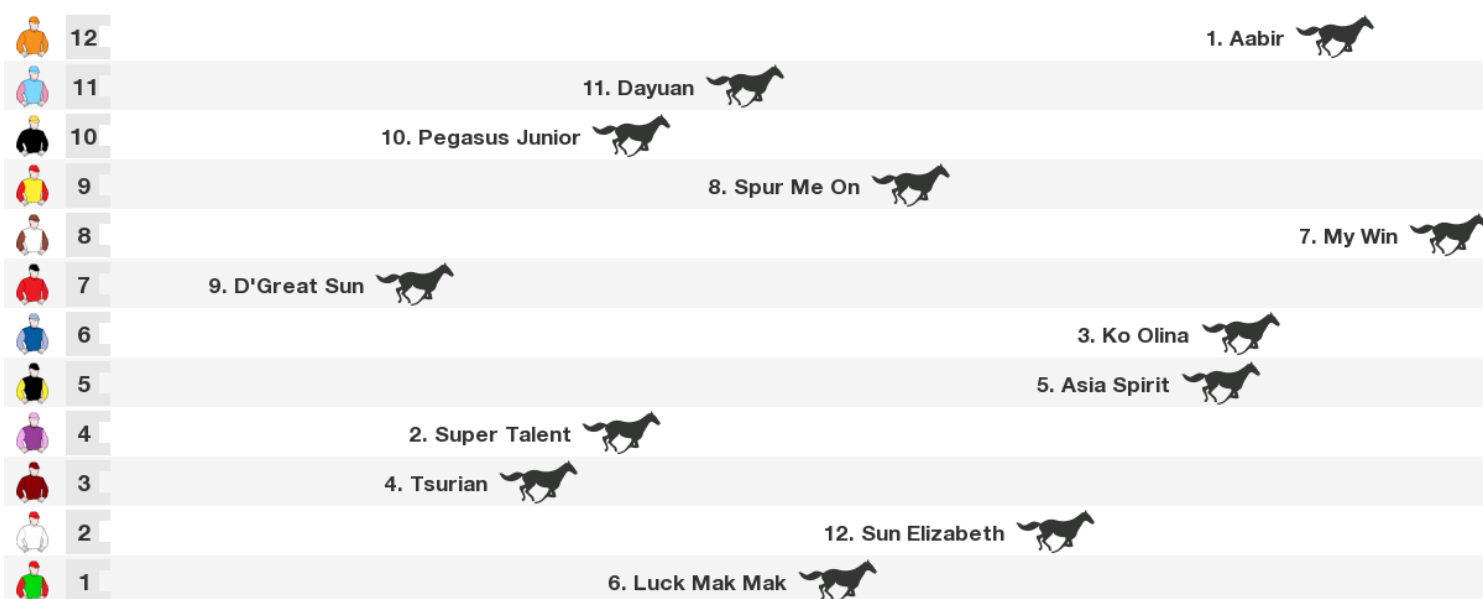 12 1. Aabir
11 11. Dayuan
10 10. Pegasus Junior
9 8. Spur Me On
8 7. My Win
7 9. D'Great Sun
6 3. Ko Olina
5 5. Asia Spirit
4 2. Super Talent
3 4. Tsurian
2 12. Sun Elizabeth
1 6. Luck Mak Mak